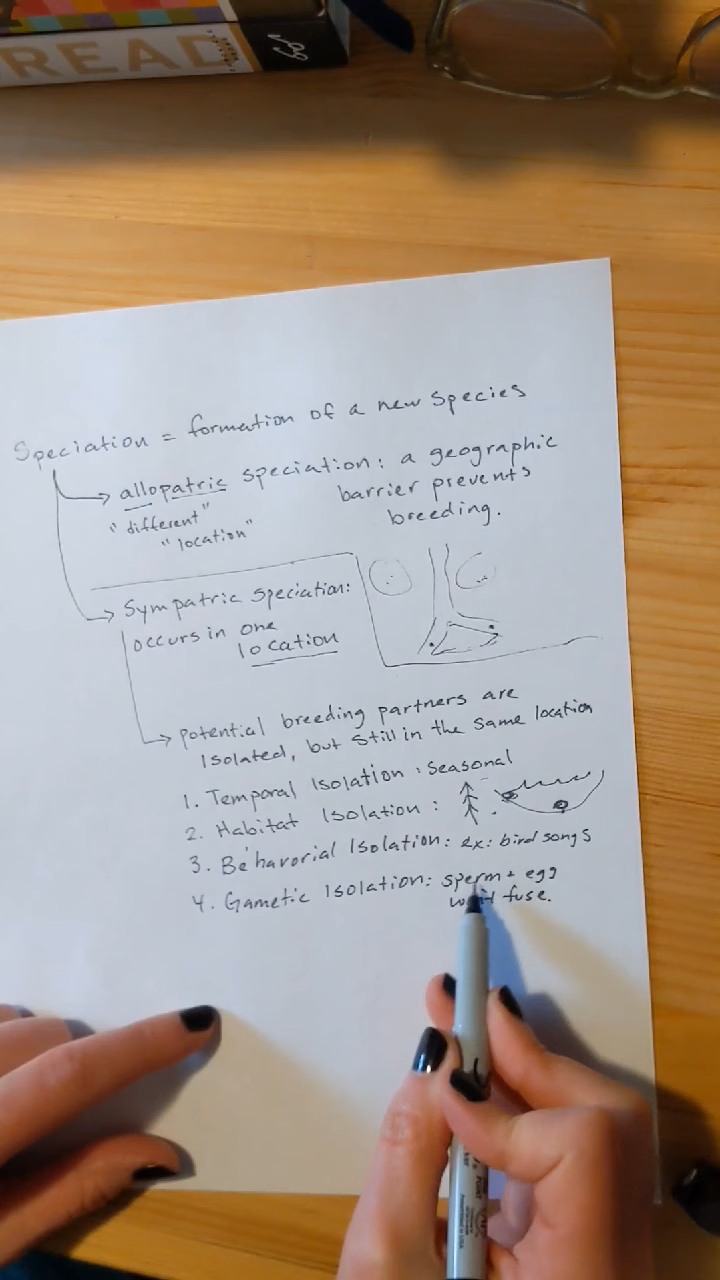 READ
Speciation = formation of a new species
allopatric speciation: a geographic
barrier prevents
breeding.
"different"
"location"
Sympatric speciation:
occurs in one
location
potential breeding partners are
isolated, but still in the same location
1. Temporal Isolation: seasonal
2. Habitat Isolation:
3. Behavorial Isolation: ex: bird songs
4. Gametic Isolation: sperm + egg
won't fuse.